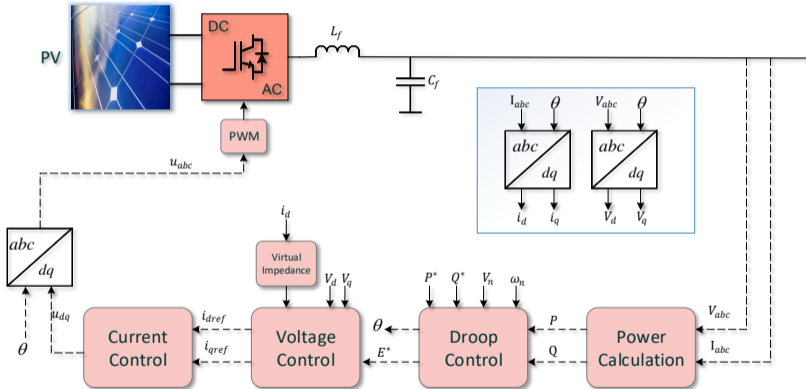 PV
DC
AC
L_f
C_f
PWM
u_abc
I_abc
θ
V_abc
θ
abc
dq
abc
dq
i_d
i_q
V_d
V_q
abc
dq
θ
u_dq
i_d
Virtual
Impedance
V_d
V_q
P*
Q*
V_n
ω_n
Current
Control
i_dref
i_qref
Voltage
Control
θ
E*
Droop
Control
P
Q
Power
Calculation
V_abc
I_abc